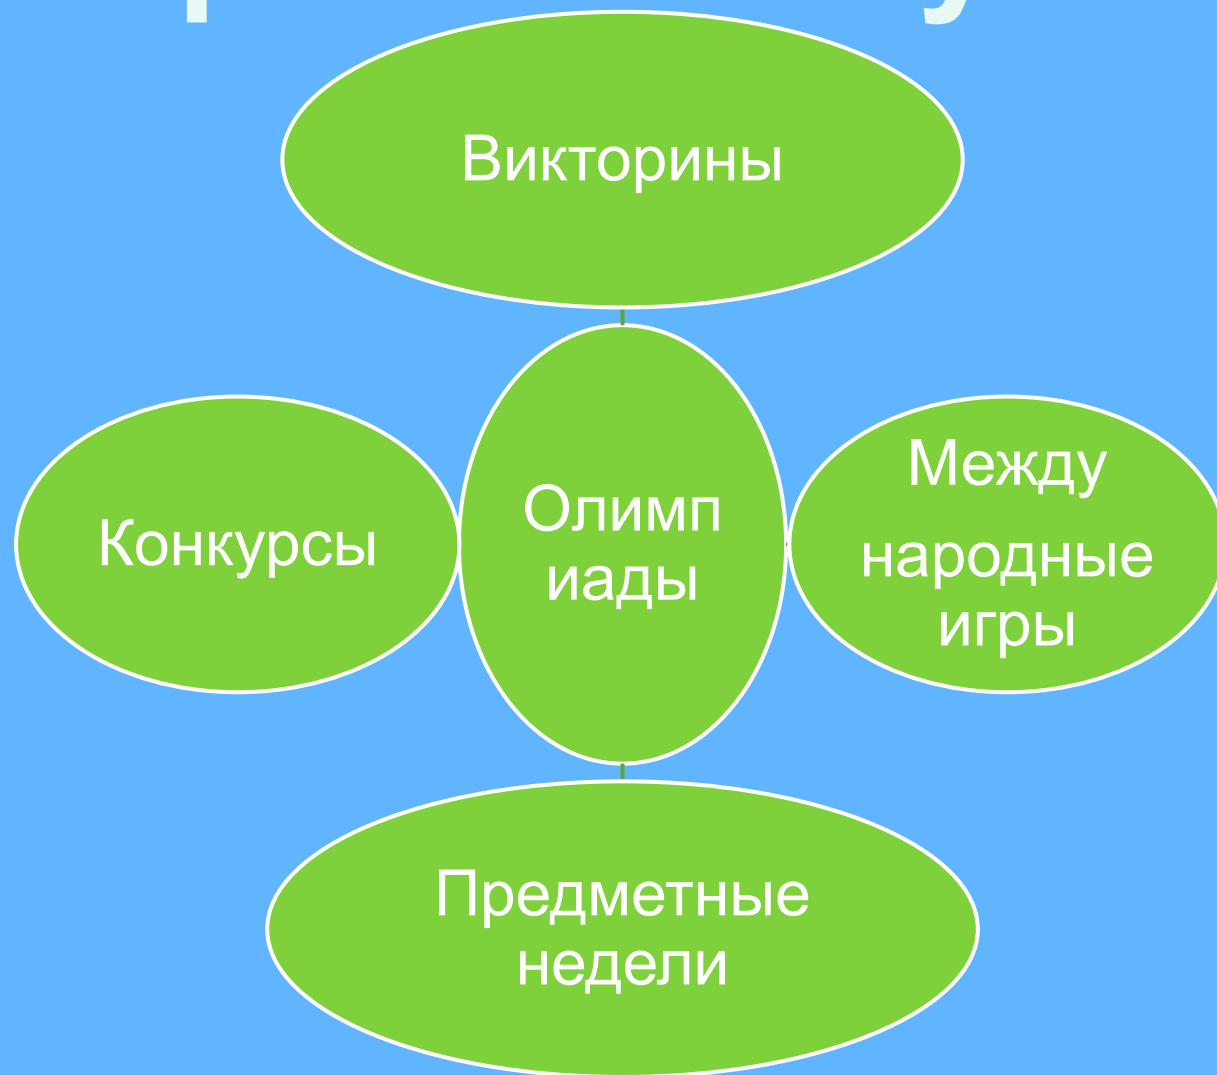 Викторины
Конкурсы
Олимп
иады
Между
народные
игры
Предметные
недели